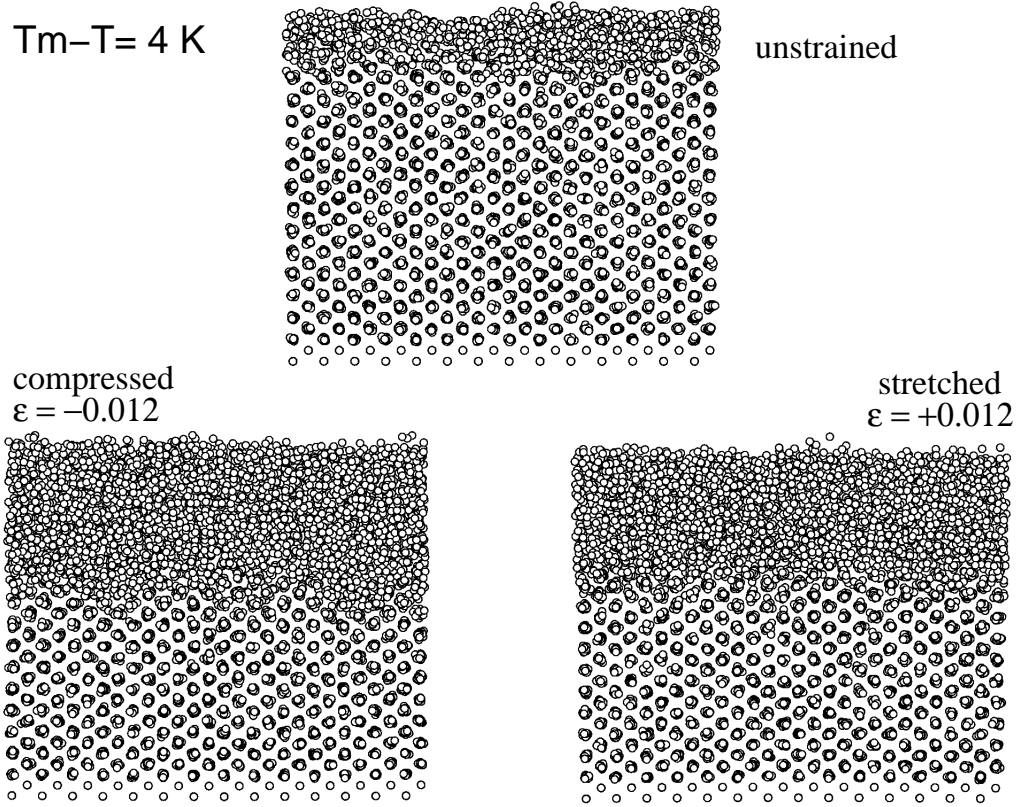 Tm−T= 4 K
unstrained
compressed
ε = −0.012
stretched
ε = +0.012